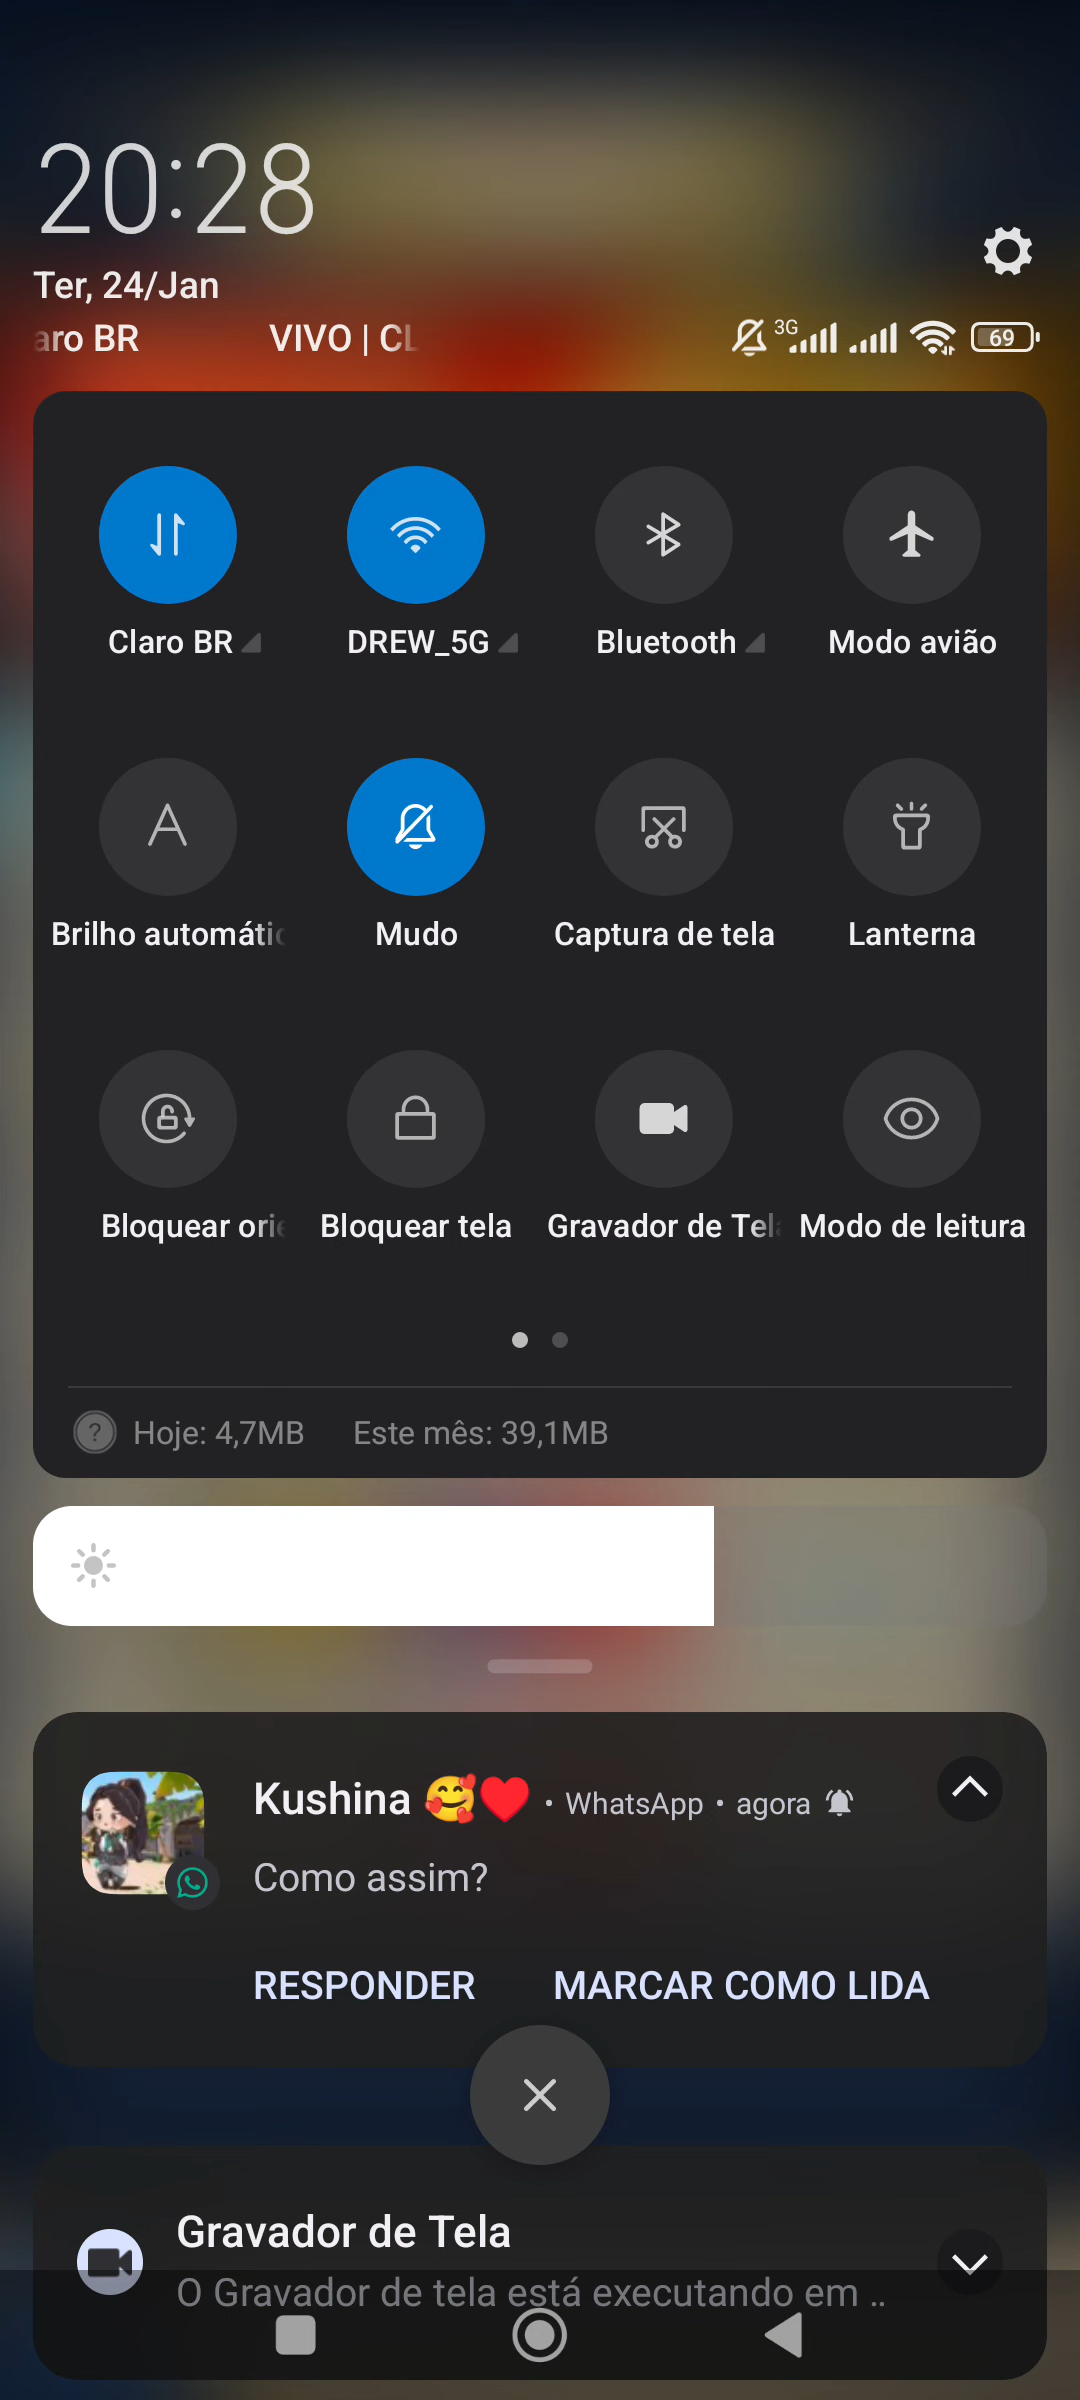 20:28
Ter, 24/Jan
aro BR VIVO | CL 3G 69
Claro BR DREW_5G Bluetooth Modo avião
Brilho automátic Mudo Captura de tela Lanterna
Bloquear orie Bloquear tela Gravador de Tela Modo de leitura
? Hoje: 4,7MB Este mês: 39,1MB
Kushina 🥰♥️ • WhatsApp • agora
Como assim?
RESPONDER MARCAR COMO LIDA
Gravador de Tela
O Gravador de tela está executando em ..